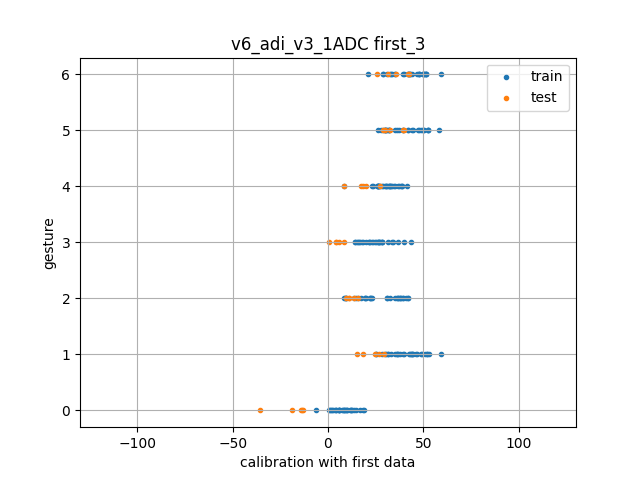 v6_adi_v3_1ADC first_3
train
test
6
5
4
3
2
1
0
gesture
−100
−50
0
50
100
calibration with first data